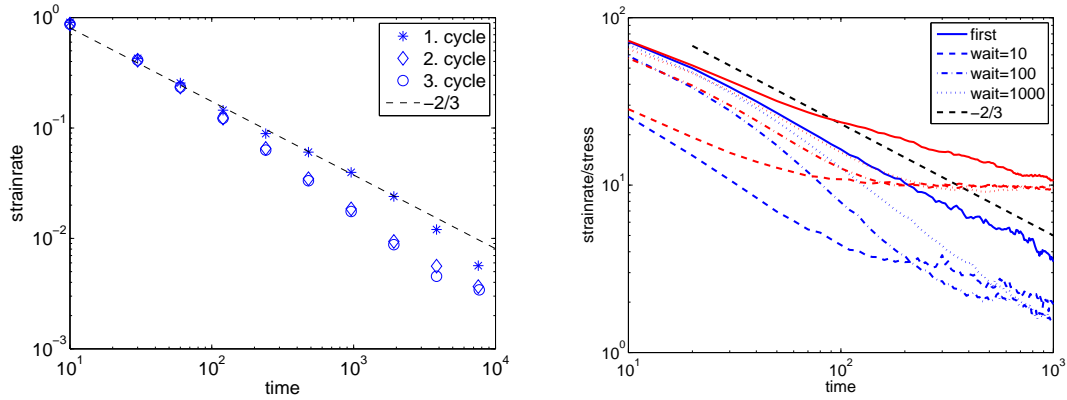 10^0
10^-1
10^-2
10^-3
strainrate
10^1
10^2
10^3
10^4
time
1. cycle
2. cycle
3. cycle
−2/3
10^2
10^1
10^0
strainrate/stress
10^1
10^2
10^3
time
first
wait=10
wait=100
wait=1000
−2/3